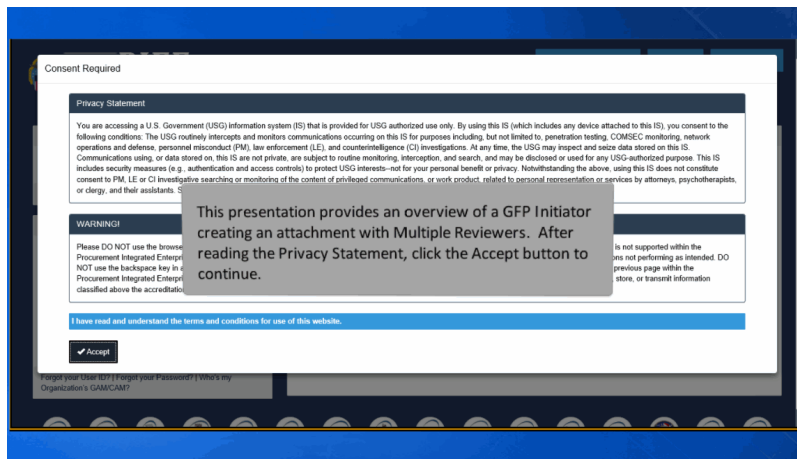 Consent Required
Privacy Statement
You are accessing a U.S. Government (USG) information system (IS) that is provided for USG authorized use only. By using this IS (which includes any device attached to this IS), you consent to the
following conditions: The USG routinely intercepts and monitors communications occurring on this IS for purposes including, but not limited to, penetration testing, COMSEC monitoring, network
operations and defense, personnel misconduct (PM), law enforcement (LE), and counterintelligence (CI) investigations. At any time, the USG may inspect and seize data stored on this IS.
Communications using, or data stored on, this IS are not private, are subject to routine monitoring, interception, and search, and may be disclosed or used for any USG-authorized purpose. This IS
includes security measures (e.g., authentication and access controls) to protect USG interests--not for your personal benefit or privacy. Notwithstanding the above, using this IS does not constitute
consent to PM, LE or CI investigative searching or monitoring of the content of privileged communications, or work product, related to personal representation or services by attorneys, psychotherapists,
or clergy, and their assistants. S
This presentation provides an overview of a GFP Initiator
creating an attachment with Multiple Reviewers. After
reading the Privacy Statement, click the Accept button to
continue.
WARNING!
Please DO NOT use the browse is not supported within the
Procurement Integrated Enterpri ons not performing as intended. DO
NOT use the backspace key in a previous page within the
Procurement Integrated Enterpri store, or transmit information
classified above the accreditatio
I have read and understand the terms and conditions for use of this website.
Accept
Forgot your User ID? | Forgot your Password? | Who's my
Organization's GAM/CAM?